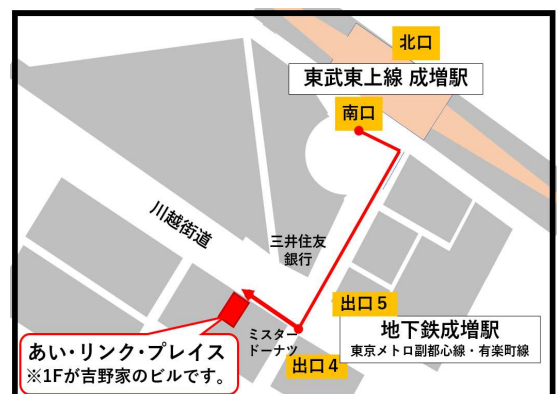 北口
東武東上線 成増駅
南口
川越街道
三井住友
銀行
出口5
地下鉄成増駅
東京メトロ副都心線・有楽町線
ミスター
ドーナツ
出口4
あい・リンク・プレイス
※1Fが吉野家のビルです。